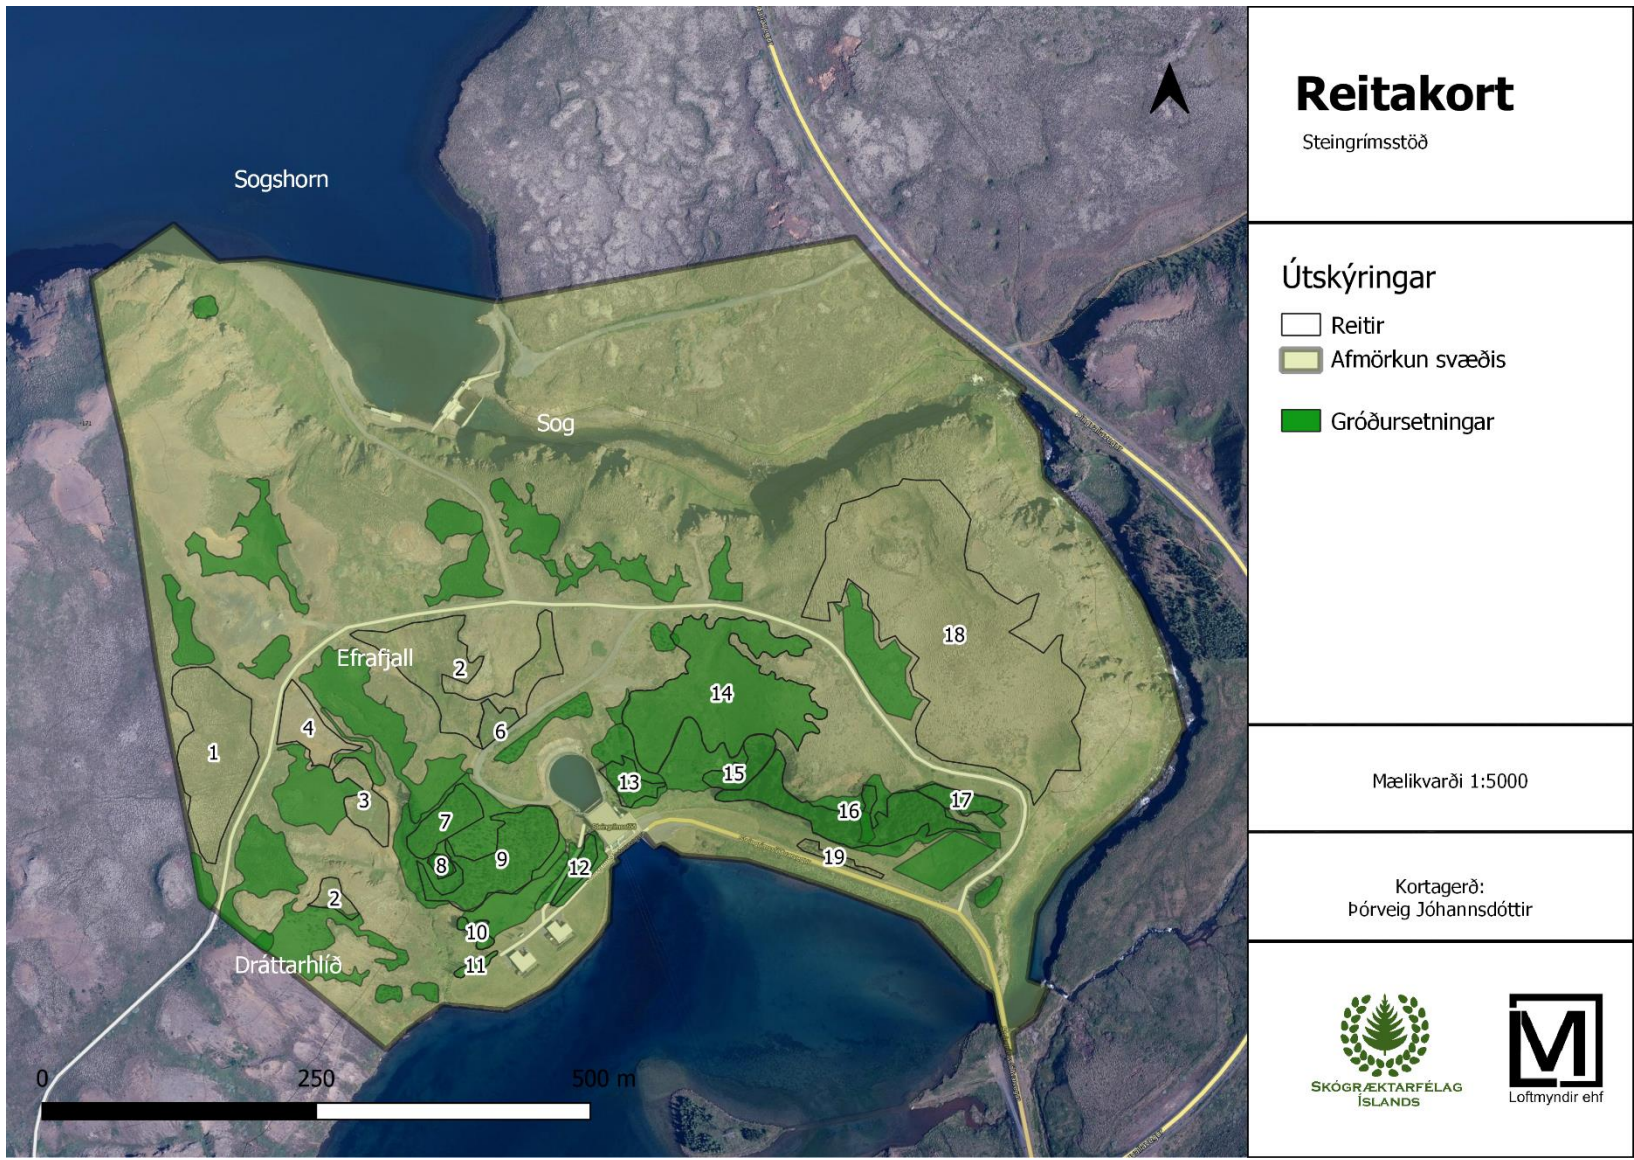 Reitakort
Steingrímsstöð
Útskýringar
Reitir
Afmörkun svæðis
Gróðursetningar
Mælikvarði 1:5000
Kortagerð:
Þórveig Jóhannsdóttir
SKÓGRÆKTARFÉLAG
ÍSLANDS
Loftmyndir ehf
Sogshorn
Sog
Efrafjall
Dráttarhlíð
1
2
3
4
6
7
8
9
10
11
12
13
14
15
16
17
18
19
2
Steingrímsstöð
0
250
500 m